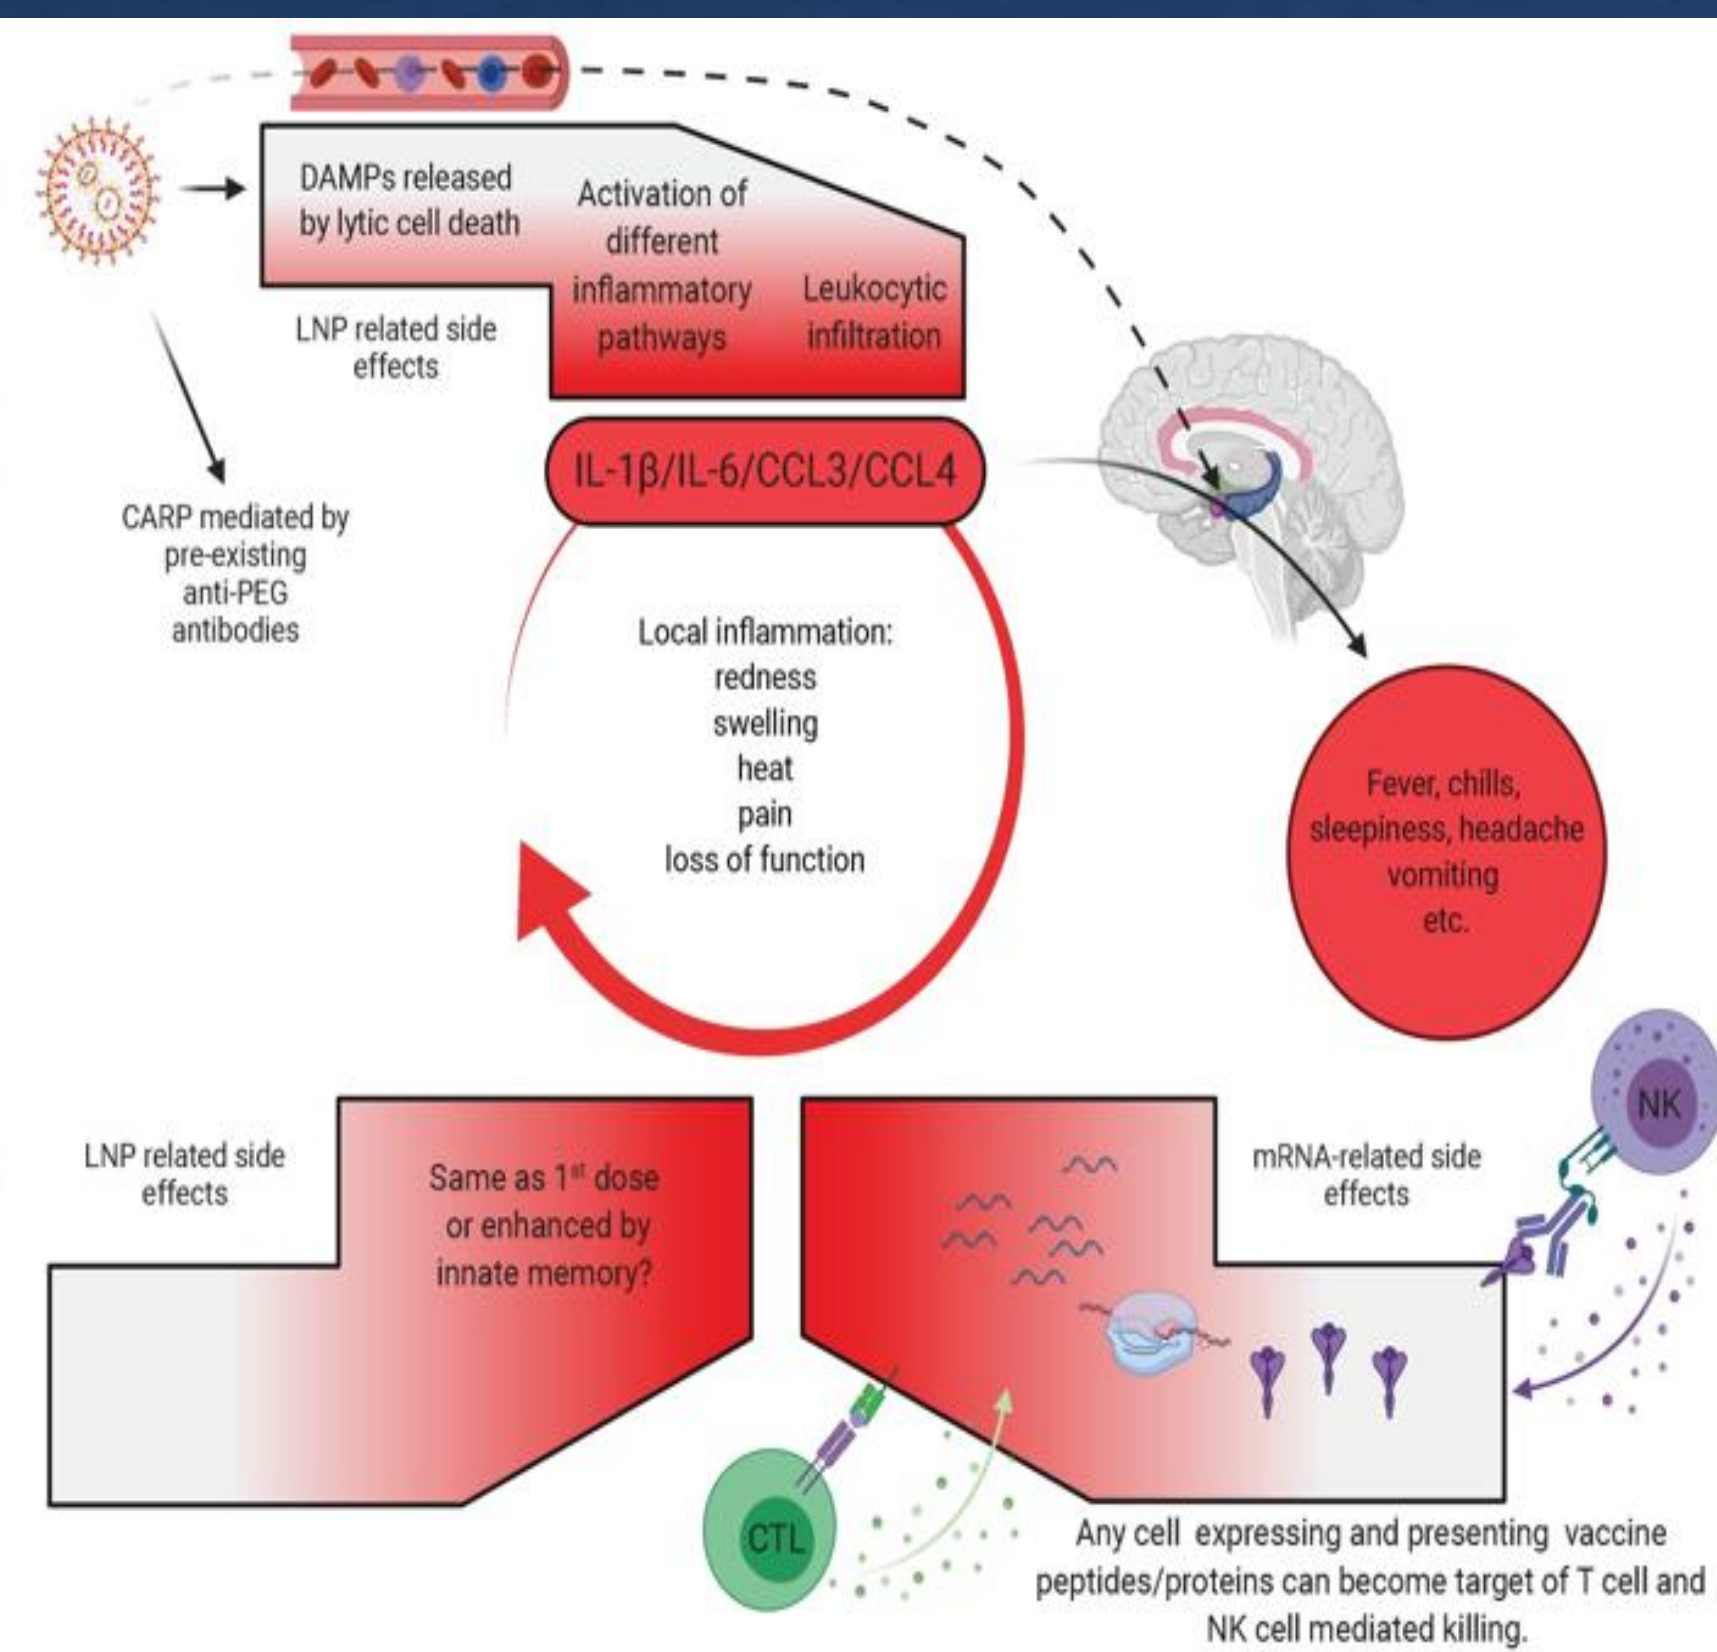 DAMPs released
by lytic cell death
Activation of
different
inflammatory
pathways
Leukocytic
infiltration
LNP related side
effects
CARP mediated by
pre-existing
anti-PEG
antibodies
IL-1β/IL-6/CCL3/CCL4
Local inflammation:
redness
swelling
heat
pain
loss of function
Fever, chills,
sleepiness, headache
vomiting
etc.
LNP related side
effects
Same as 1st dose
or enhanced by
innate memory?
mRNA-related side
effects
NK
CTL
Any cell expressing and presenting vaccine
peptides/proteins can become target of T cell and
NK cell mediated killing.